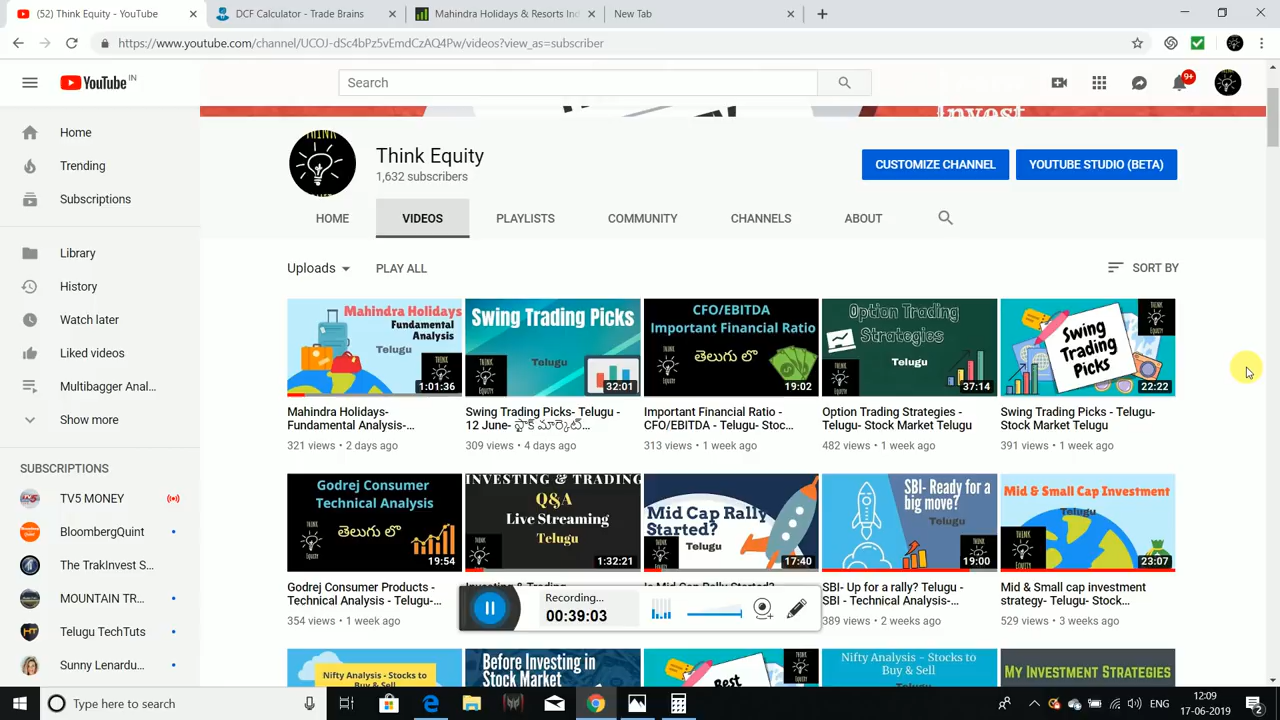 (52) Think Equity - YouTube
DCF Calculator - Trade Brains
Mahindra Holidays & Resorts Ind
New Tab
https://www.youtube.com/channel/UCOJ-dSc4bPz5vEmdCzAQ4Pw/videos?view_as=subscriber
YouTube IN
Search
9+
Invest
Home
Trending
Subscriptions
Library
History
Watch later
Liked videos
Multibagger Anal...
Show more
SUBSCRIPTIONS
TV5 MONEY
BloombergQuint
The TrakInvest S...
MOUNTAIN TR...
Telugu TechTuts
Sunny Lenardu...
THINK
Think Equity
1,632 subscribers
CUSTOMIZE CHANNEL
YOUTUBE STUDIO (BETA)
HOME
VIDEOS
PLAYLISTS
COMMUNITY
CHANNELS
ABOUT
Uploads
PLAY ALL
SORT BY
Mahindra Holidays
Fundamental
Analysis
Telugu
1:01:36
Swing Trading Picks
Telugu
32:01
CFO/EBITDA
Important Financial Ratio
తెలుగు లో
19:02
Option Trading
Strategies
Telugu
37:14
Swing
Trading
Picks
22:22
Mahindra Holidays-
Fundamental Analysis-...
321 views • 2 days ago
Swing Trading Picks- Telugu -
12 June- స్టాక్ మార్కెట్...
309 views • 4 days ago
Important Financial Ratio -
CFO/EBITDA - Telugu- Stoc...
313 views • 1 week ago
Option Trading Strategies -
Telugu- Stock Market Telugu
482 views • 1 week ago
Swing Trading Picks - Telugu-
Stock Market Telugu
391 views • 1 week ago
Godrej Consumer
Technical Analysis
తెలుగు లో
19:54
INVESTING & TRADING
Q&A
Live Streaming
Telugu
1:32:21
Mid Cap Rally
Started?
Telugu
17:40
SBI- Ready for a
big move?
Telugu
19:00
Mid & Small Cap Investment
Telugu
23:07
Godrej Consumer Products -
Technical Analysis - Telugu-...
354 views • 1 week ago
SBI- Up for a rally? Telugu -
SBI - Technical Analysis-...
389 views • 2 weeks ago
Mid & Small cap investment
strategy- Telugu- Stock...
529 views • 3 weeks ago
Recording...
00:39:03
Nifty Analysis - Stocks to
Buy & Sell
Before Investing in
Stock Market
Best
Nifty Analysis - Stocks to
Buy & Sell
MY INVESTMENT STRATEGIES
Type here to search
ENG
12:09
17-06-2019
2